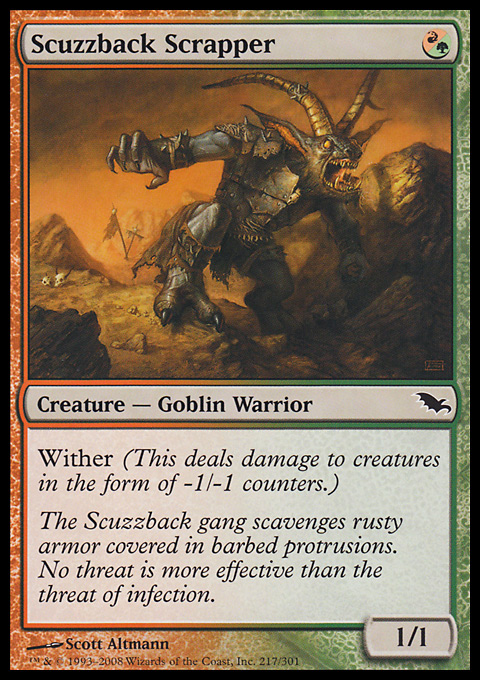 Scuzzback Scrapper
Creature — Goblin Warrior
Wither (This deals damage to creatures
in the form of -1/-1 counters.)
The Scuzzback gang scavenges rusty
armor covered in barbed protrusions.
No threat is more effective than the
threat of infection.
Scott Altmann
1/1
™ & © 1993–2008 Wizards of the Coast, Inc. 217/301